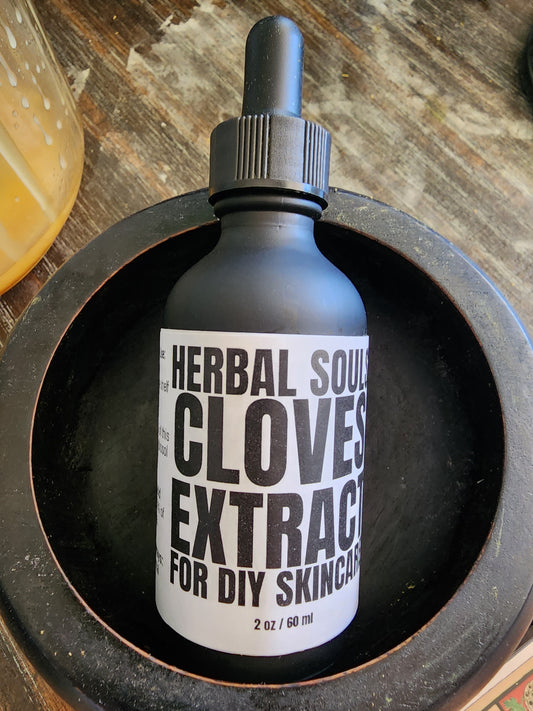 HERBAL SOULS
CLOVES
EXTRACT
FOR DIY SKINCARE
2 oz / 60 ml